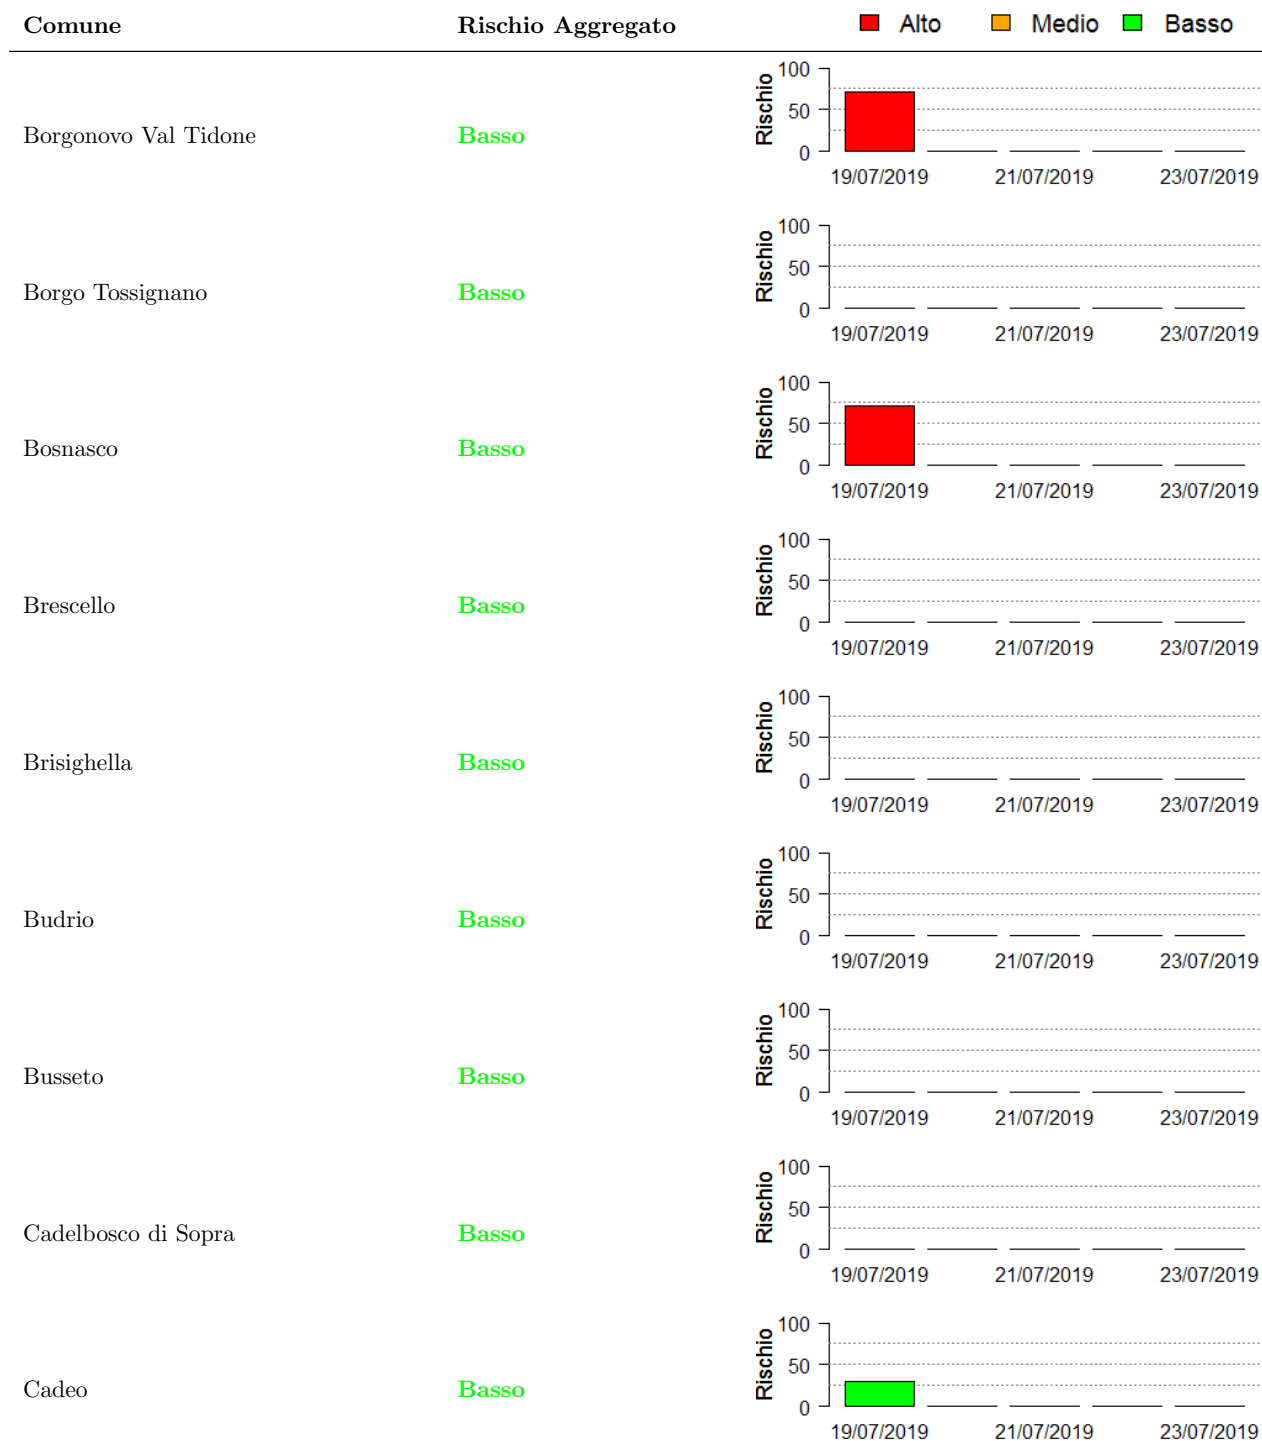 Comune Rischio Aggregato Alto Medio Basso
100
50
0
Rischio
Borgonovo Val Tidone Basso
19/07/2019 21/07/2019 23/07/2019
100
50
0
Rischio
Borgo Tossignano Basso
19/07/2019 21/07/2019 23/07/2019
100
50
0
Rischio
Bosnasco Basso
19/07/2019 21/07/2019 23/07/2019
100
50
0
Rischio
Brescello Basso
19/07/2019 21/07/2019 23/07/2019
100
50
0
Rischio
Brisighella Basso
19/07/2019 21/07/2019 23/07/2019
100
50
0
Rischio
Budrio Basso
19/07/2019 21/07/2019 23/07/2019
100
50
0
Rischio
Busseto Basso
19/07/2019 21/07/2019 23/07/2019
100
50
0
Rischio
Cadelbosco di Sopra Basso
19/07/2019 21/07/2019 23/07/2019
100
50
0
Rischio
Cadeo Basso
19/07/2019 21/07/2019 23/07/2019